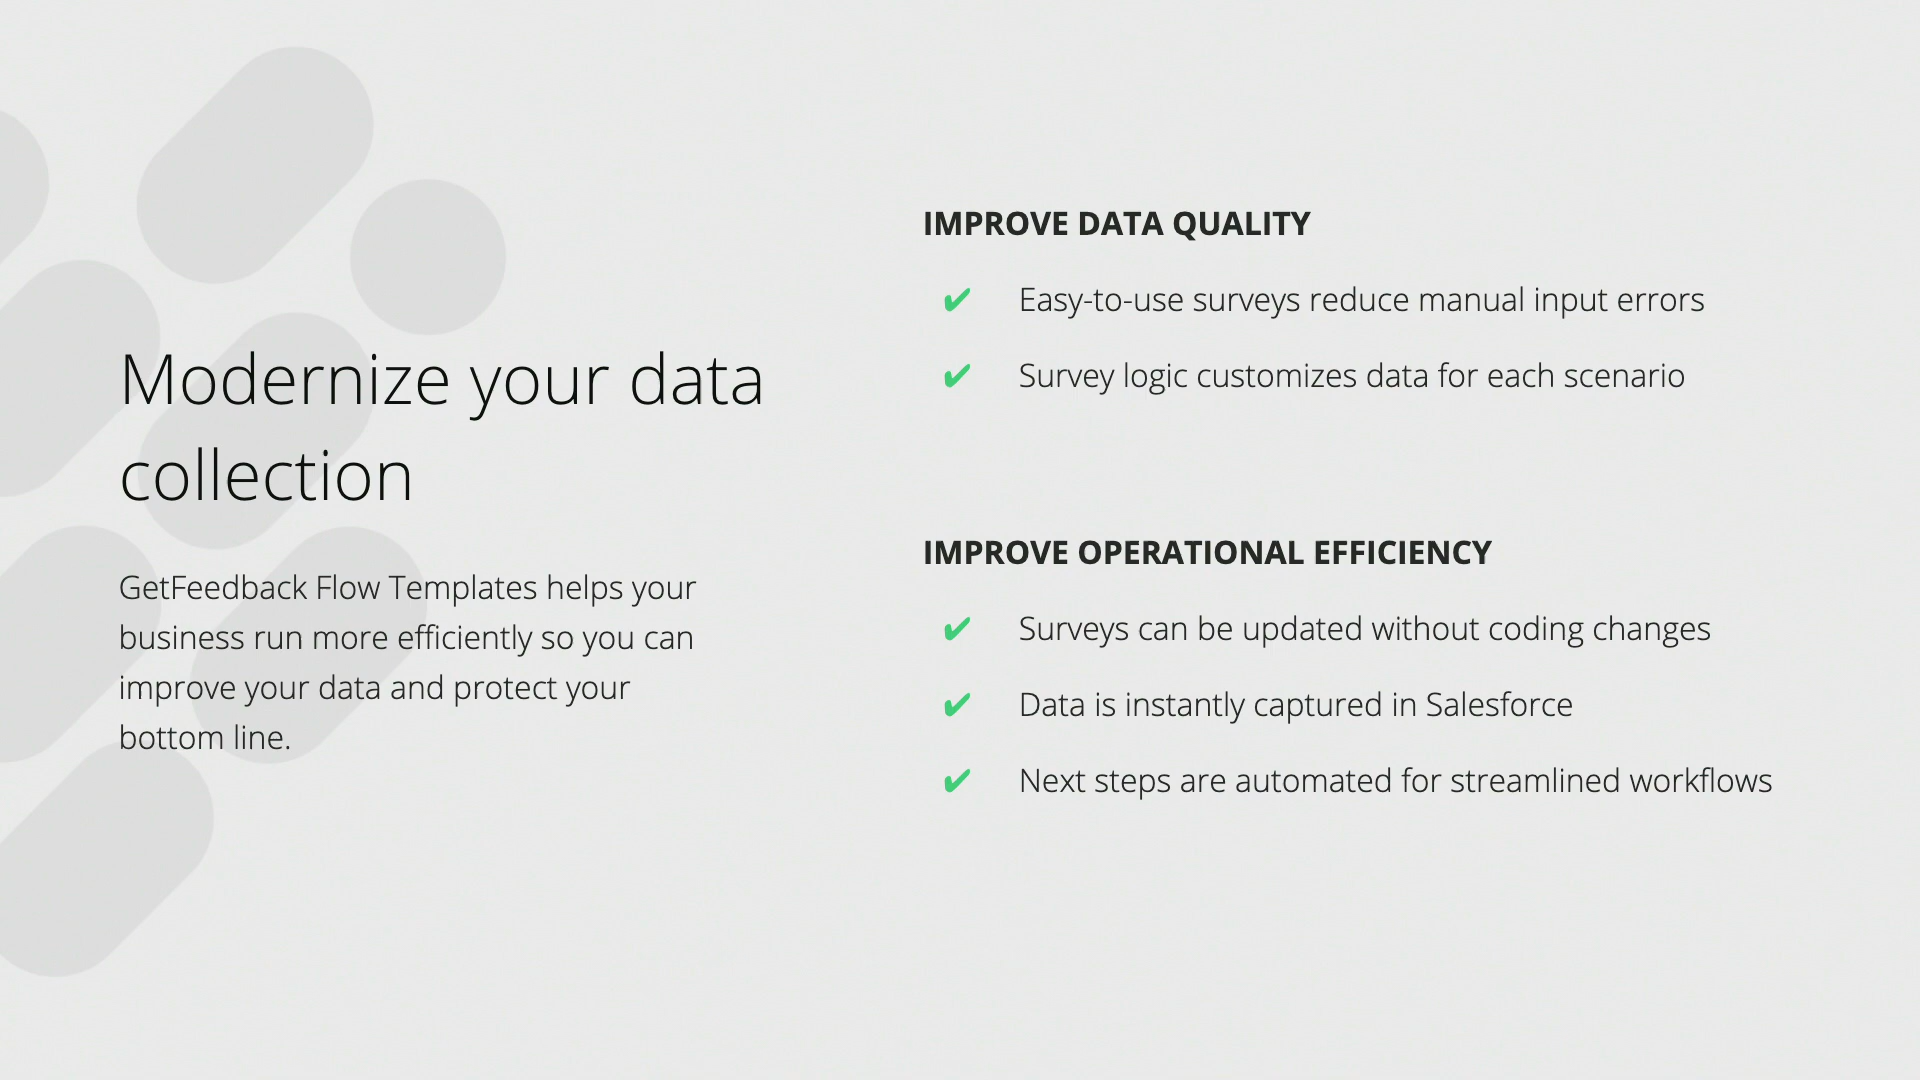 Modernize your data
collection
GetFeedback Flow Templates helps your
business run more efficiently so you can
improve your data and protect your
bottom line.
IMPROVE DATA QUALITY
✔ Easy-to-use surveys reduce manual input errors
✔ Survey logic customizes data for each scenario
IMPROVE OPERATIONAL EFFICIENCY
✔ Surveys can be updated without coding changes
✔ Data is instantly captured in Salesforce
✔ Next steps are automated for streamlined workflows